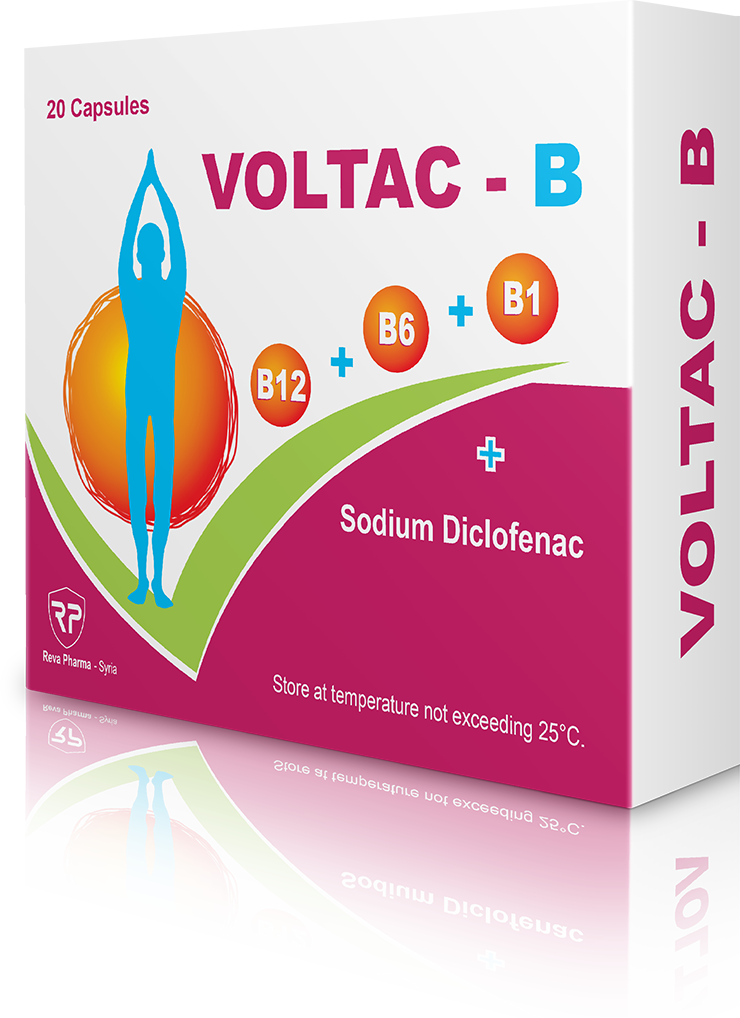 20 Capsules
VOLTAC - B
B12 + B6 + B1
+
Sodium Diclofenac
RP
Reva Pharma - Syria
Store at temperature not exceeding 25°C.
VOLTAC - B